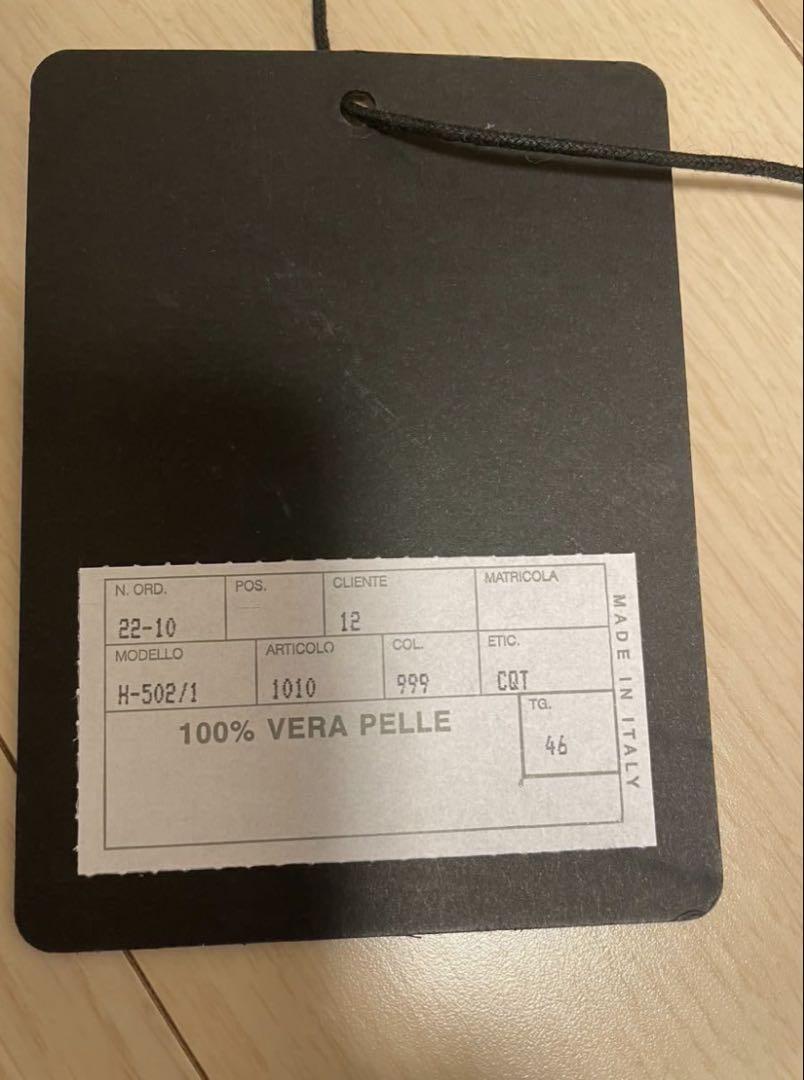 N. ORD. POS. CLIENTE MATRICOLA
22-10 12
MODELLO ARTICOLO COL. ETIC.
H-502/1 1010 999 CQT
100% VERA PELLE TG.
46
MADE IN ITALY